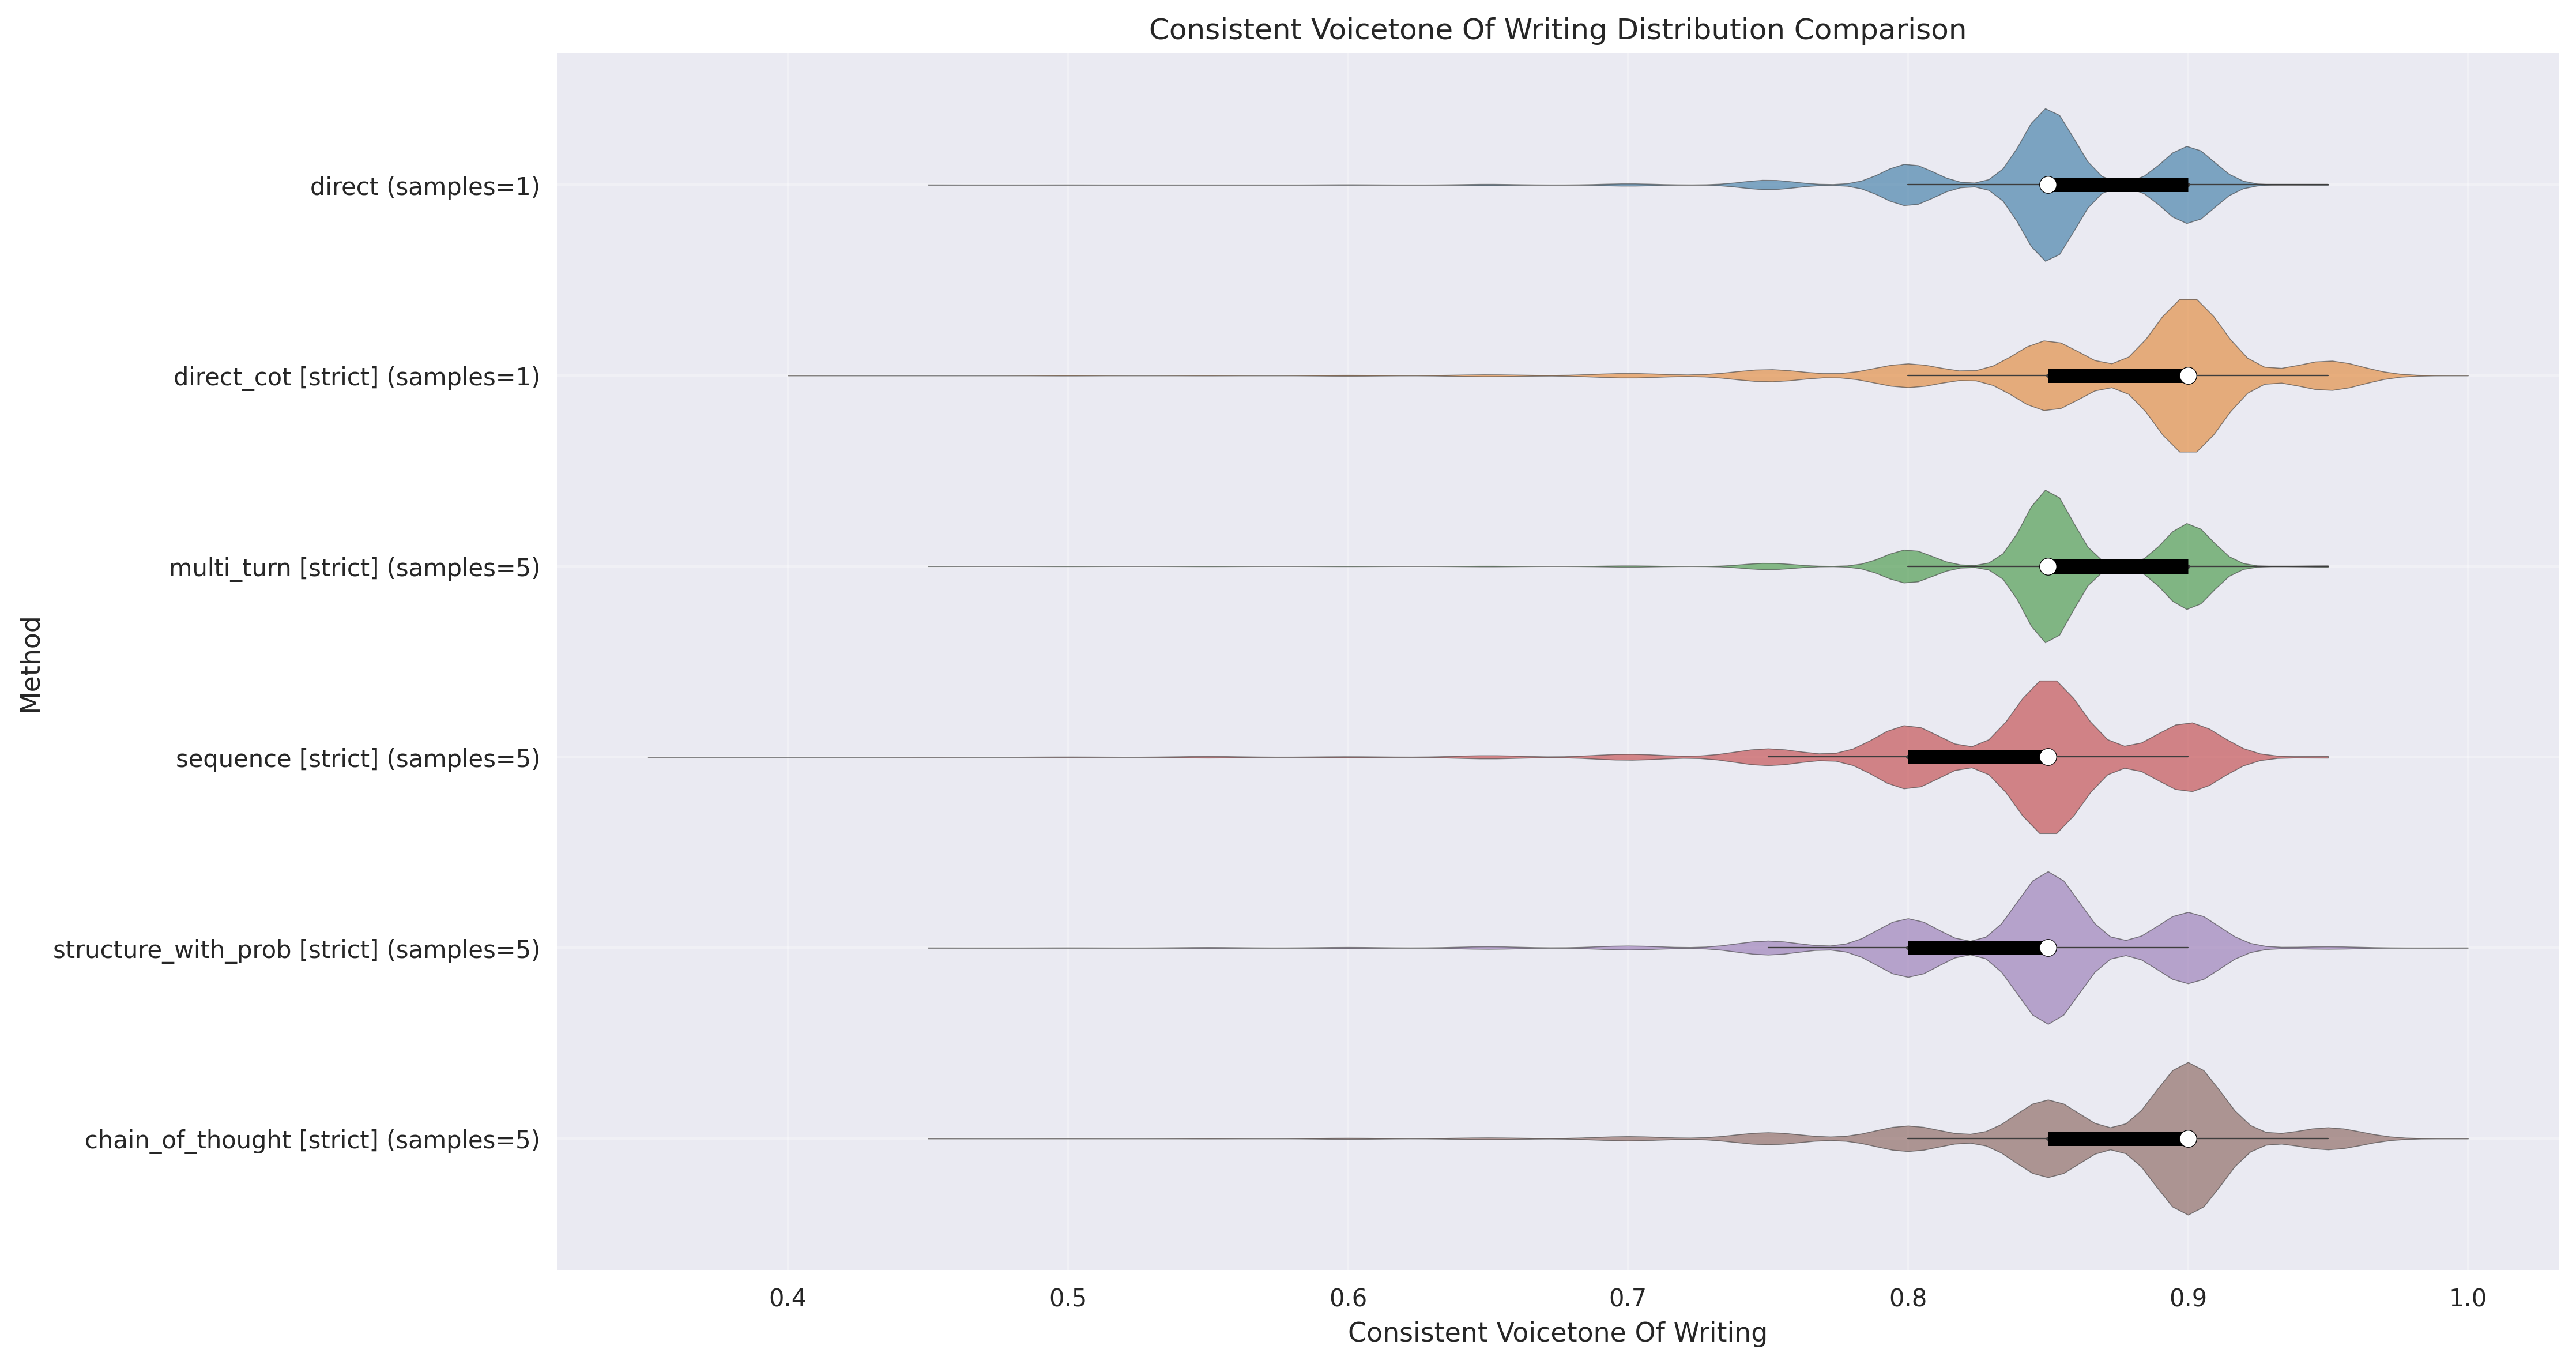 Consistent Voicetone Of Writing Distribution Comparison
direct (samples=1)
direct_cot [strict] (samples=1)
multi_turn [strict] (samples=5)
sequence [strict] (samples=5)
structure_with_prob [strict] (samples=5)
chain_of_thought [strict] (samples=5)
Method
0.4 0.5 0.6 0.7 0.8 0.9 1.0
Consistent Voicetone Of Writing